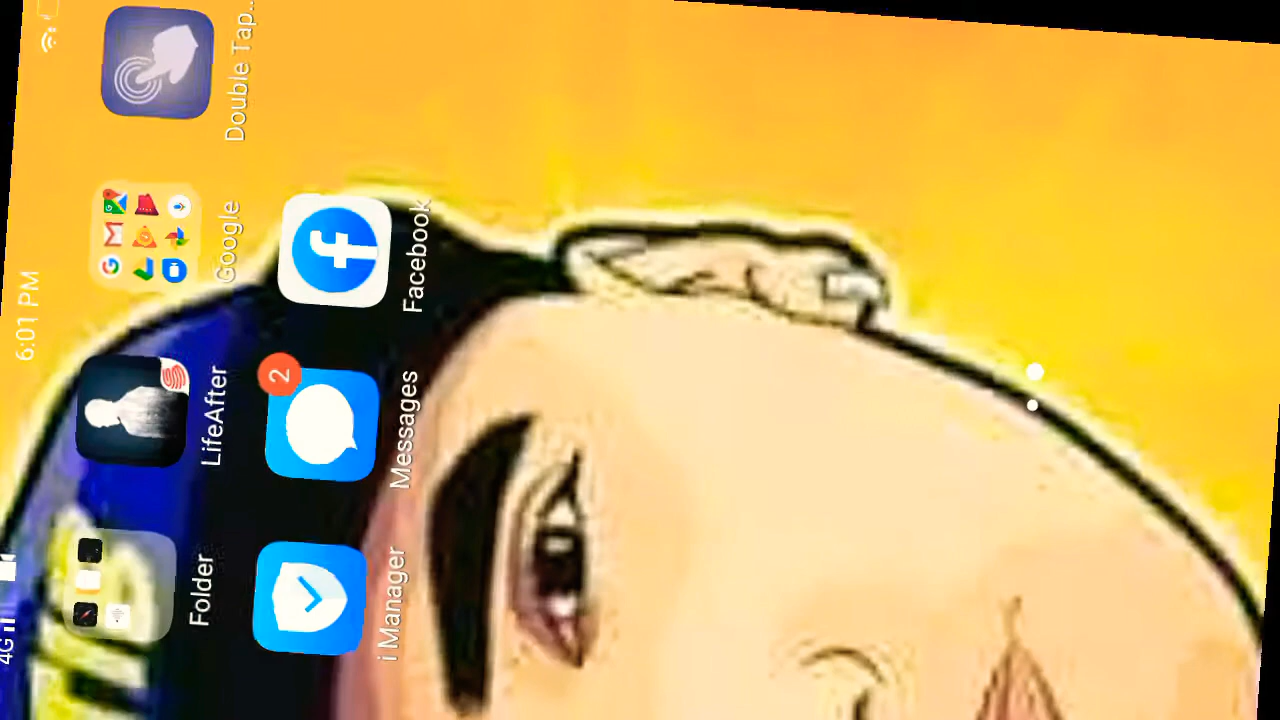 4G 6:01 PM
Folder LifeAfter Google Double Tap...
2
i Manager Messages Facebook